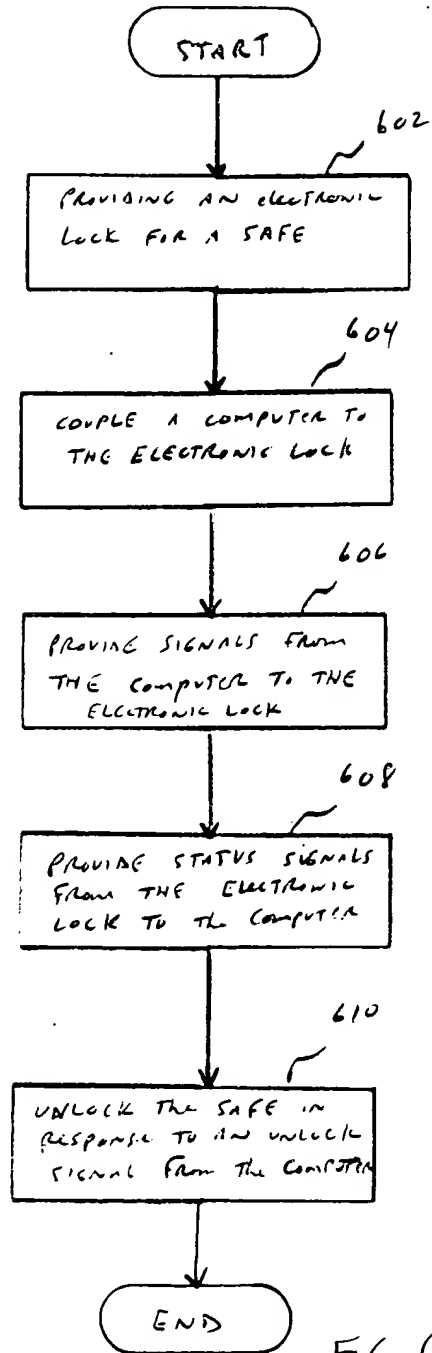 START
602
PROVIDING AN ELECTRONIC
LOCK FOR A SAFE
604
COUPLE A COMPUTER TO
THE ELECTRONIC LOCK
606
PROVIDE SIGNALS FROM
THE COMPUTER TO THE
ELECTRONIC LOCK
608
PROVIDE STATUS SIGNALS
FROM THE ELECTRONIC
LOCK TO THE COMPUTER
610
UNLOCK THE SAFE IN
RESPONSE TO AN UNLOCK
SIGNAL FROM THE COMPUTER
END